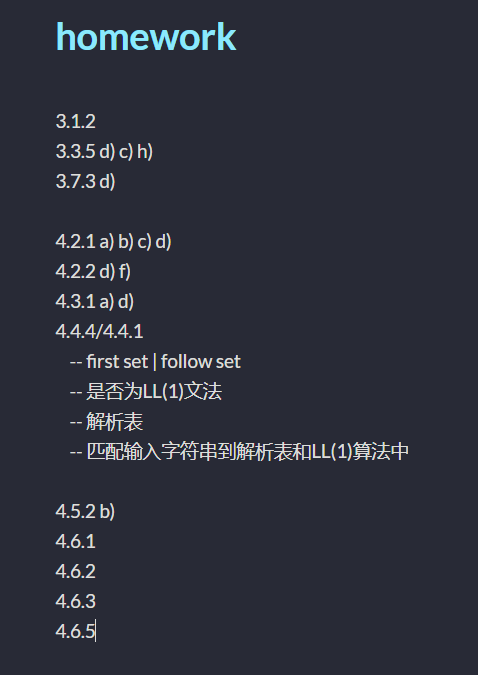 homework
3.1.2
3.3.5 d) c) h)
3.7.3 d)
4.2.1 a) b) c) d)
4.2.2 d) f)
4.3.1 a) d)
4.4.4/4.4.1
-- first set | follow set
-- 是否为LL(1)文法
-- 解析表
-- 匹配输入字符串到解析表和LL(1)算法中
4.5.2 b)
4.6.1
4.6.2
4.6.3
4.6.5